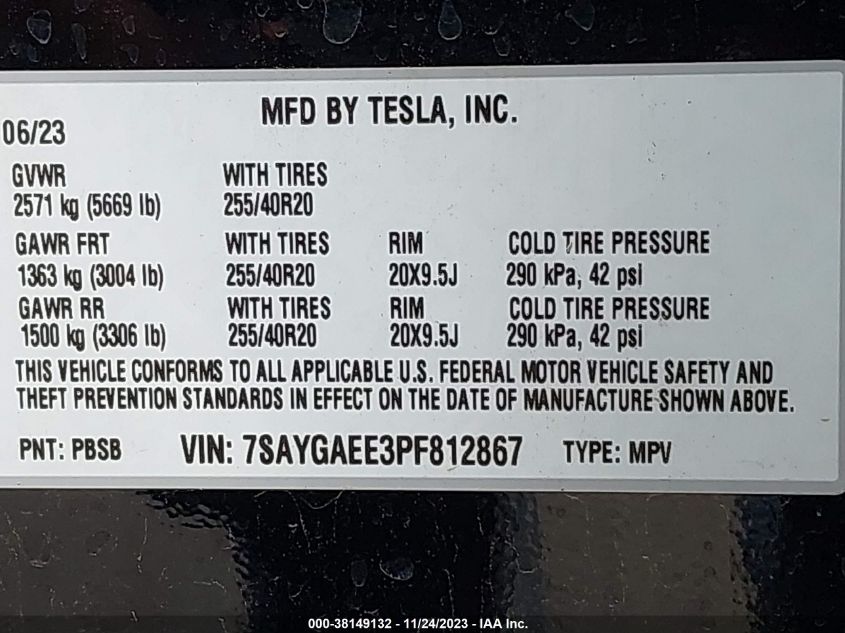 MFD BY TESLA, INC.
06/23
GVWR WITH TIRES
2571 kg (5669 lb) 255/40R20
GAWR FRT WITH TIRES RIM COLD TIRE PRESSURE
1363 kg (3004 lb) 255/40R20 20X9.5J 290 kPa, 42 psi
GAWR RR WITH TIRES RIM COLD TIRE PRESSURE
1500 kg (3306 lb) 255/40R20 20X9.5J 290 kPa, 42 psi
THIS VEHICLE CONFORMS TO ALL APPLICABLE U.S. FEDERAL MOTOR VEHICLE SAFETY AND
THEFT PREVENTION STANDARDS IN EFFECT ON THE DATE OF MANUFACTURE SHOWN ABOVE.
PNT: PBSB VIN: 7SAYGAEE3PF812867 TYPE: MPV
000-38149132 - 11/24/2023 - IAA Inc.